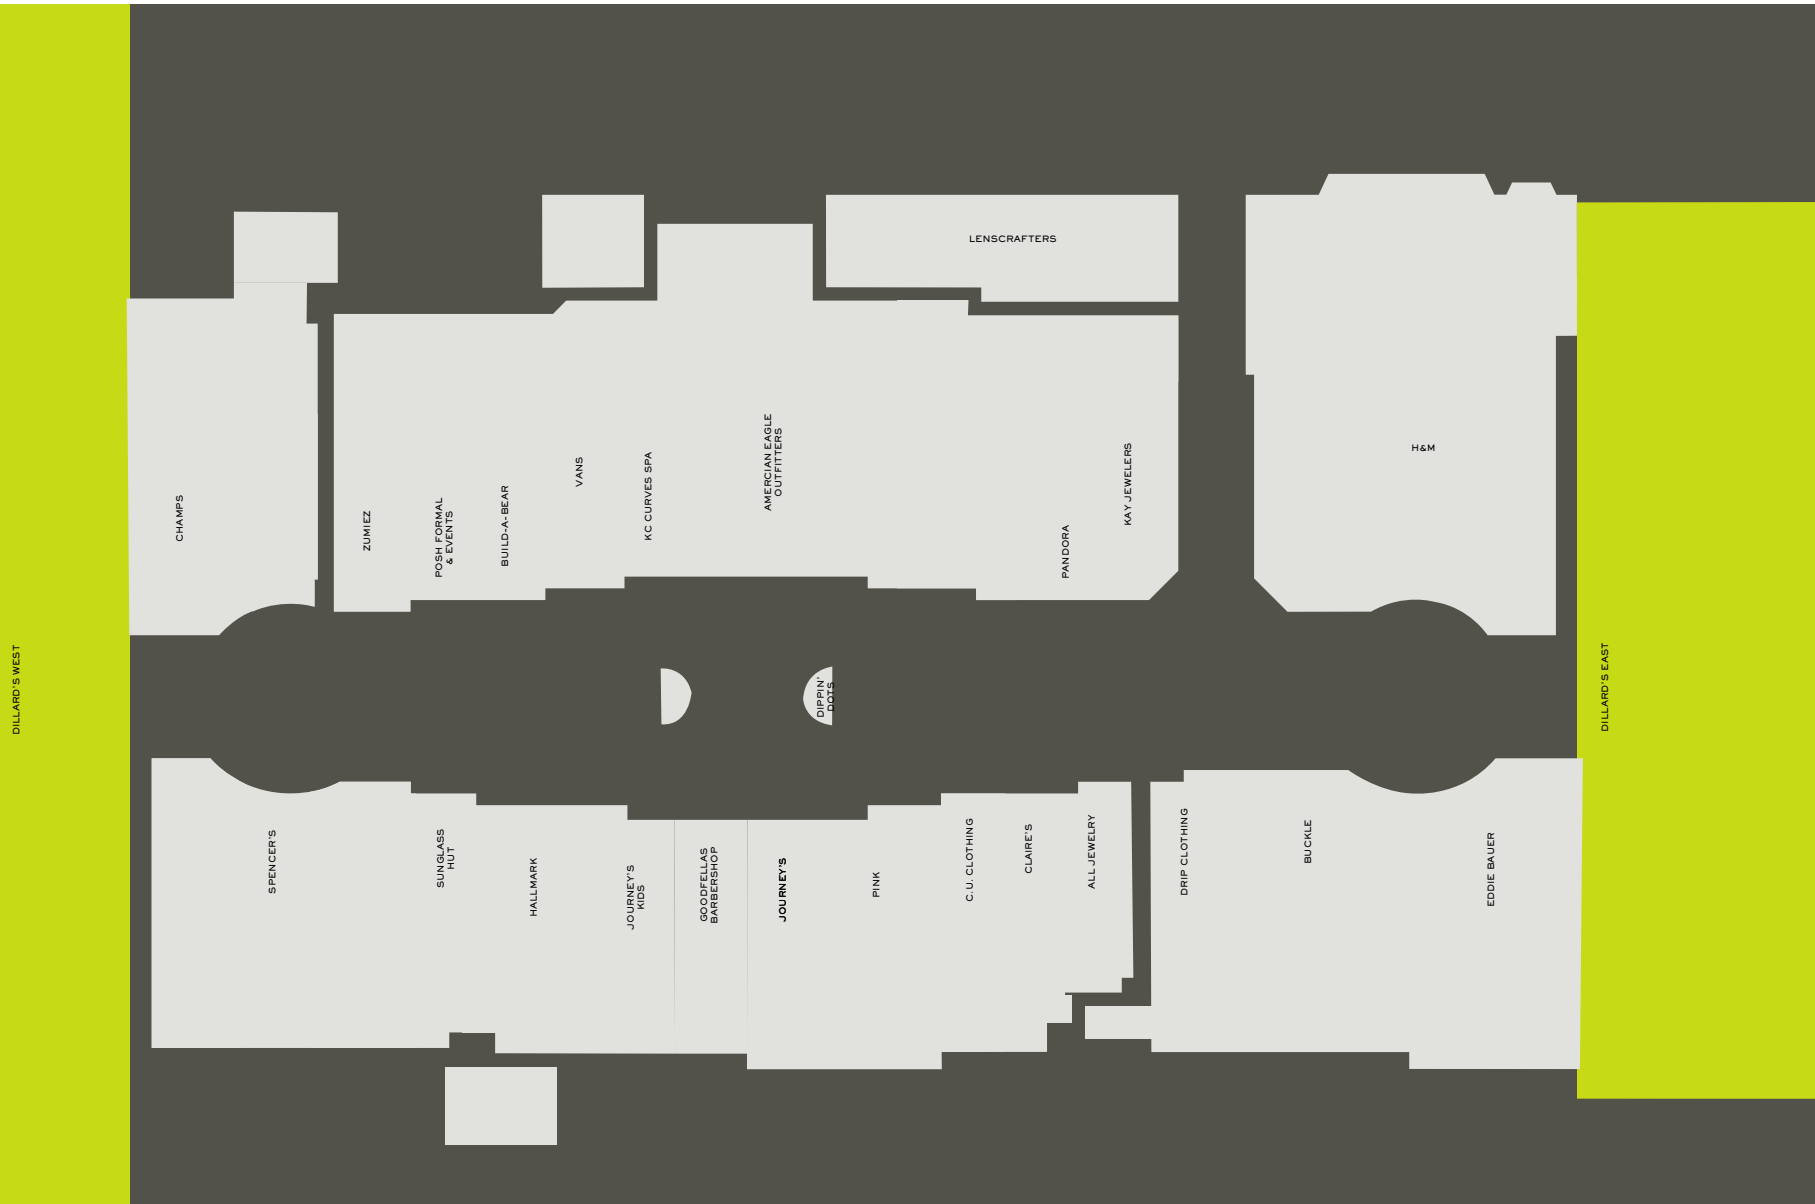 LENSCRAFTERS
H&M
CHAMPS
ZUMIEZ
POSH FORMAL
& EVENTS
BUILD-A-BEAR
VANS
KC CURVES SPA
AMERCIAN EAGLE
OUTFITTERS
PANDORA
KAY JEWELERS
DILLARD'S WEST
DIPPIN'
DOTS
DILLARD'S EAST
SPENCER'S
SUNGLASS
HUT
HALLMARK
JOURNEY'S
KIDS
GOODFELLAS
BARBERSHOP
JOURNEY'S
PINK
C.U. CLOTHING
CLAIRE'S
ALL JEWELRY
DRIP CLOTHING
BUCKLE
EDDIE BAUER